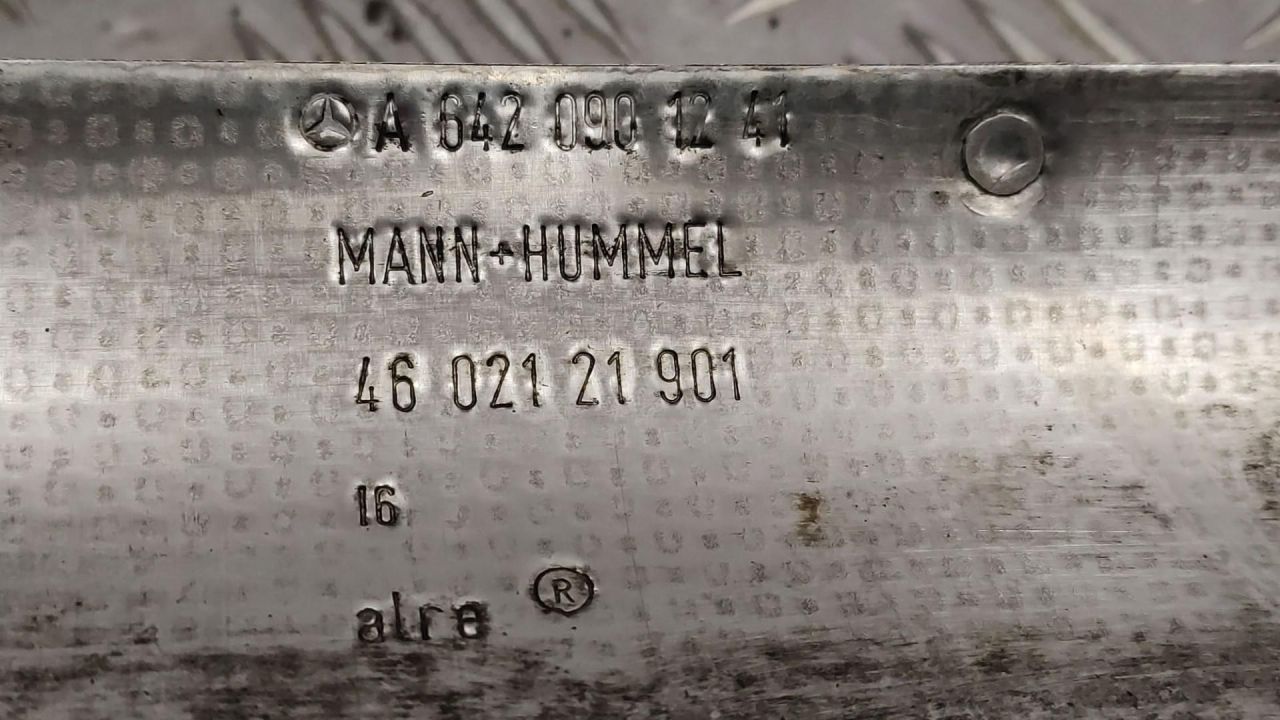 A 642 090 12 41
MANN+HUMMEL
46 021 21 901
16
alre ®